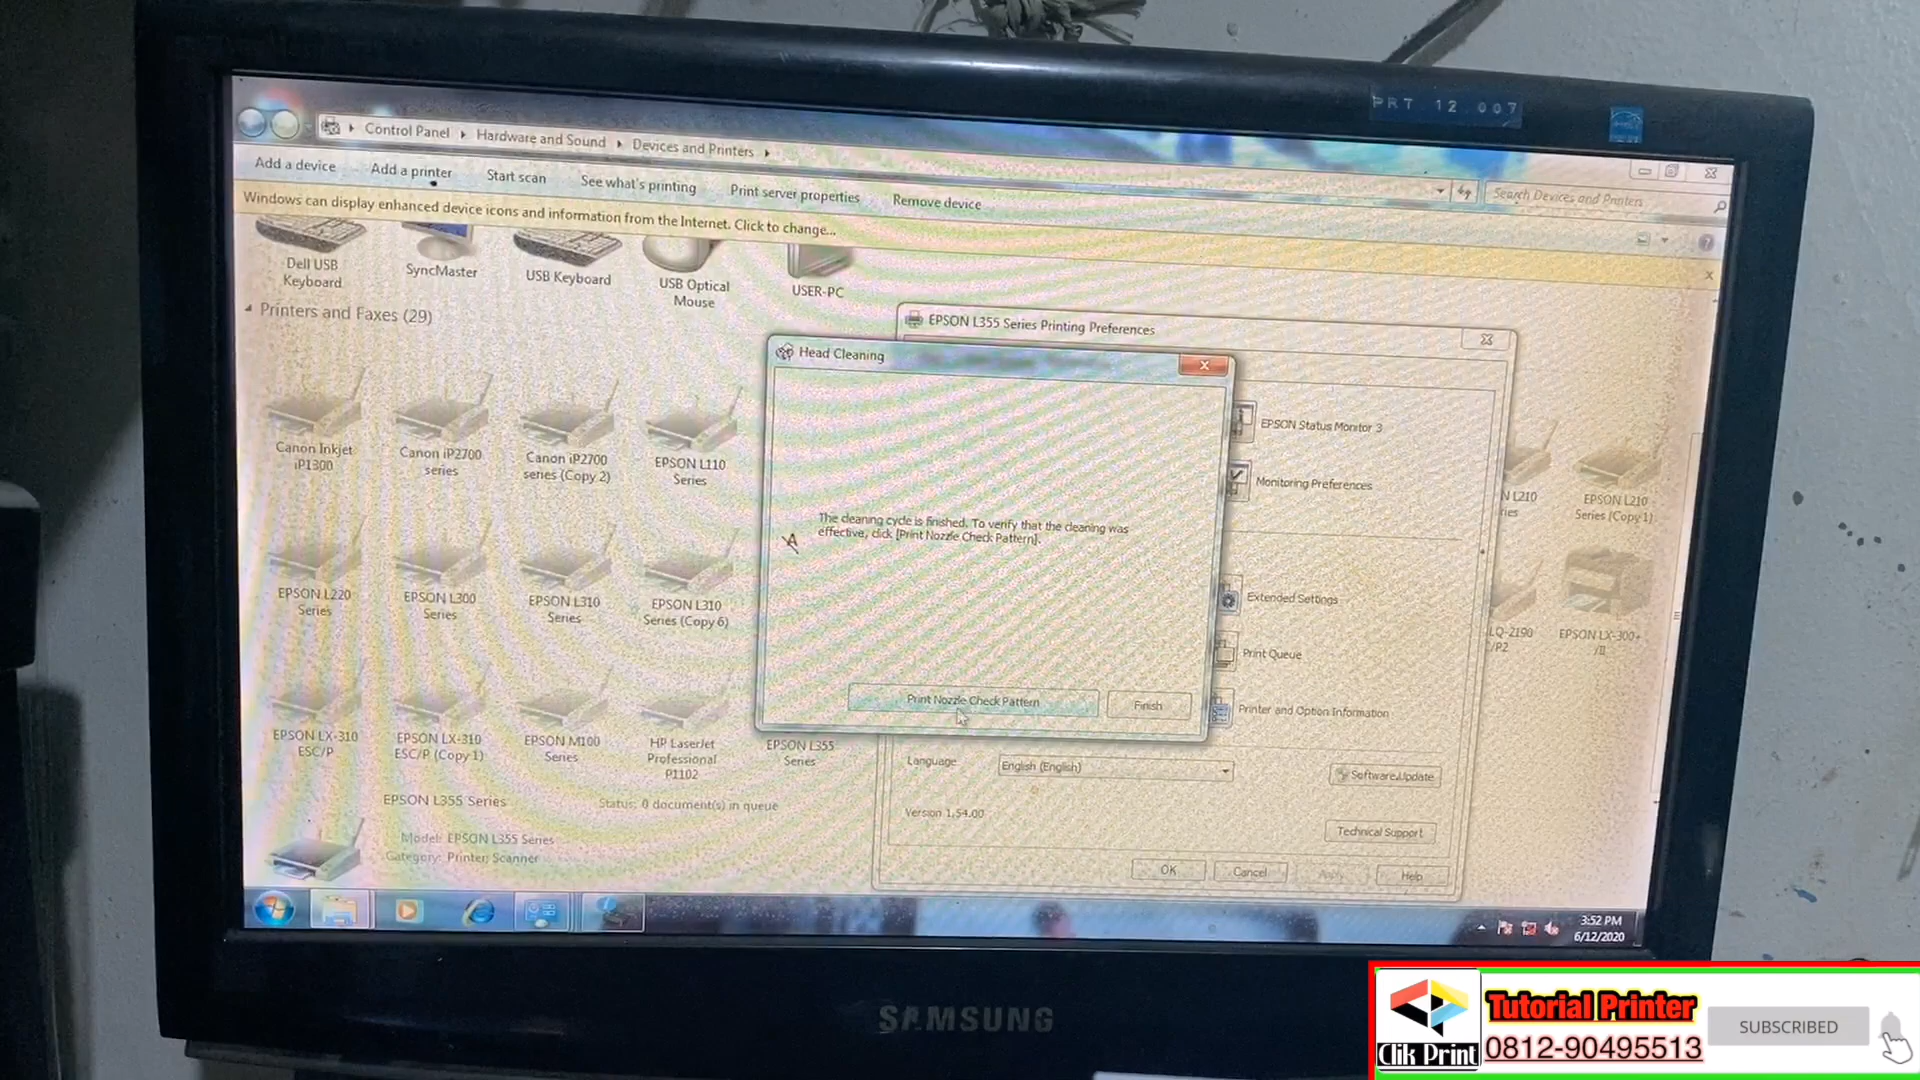 PRT 12.007
Control Panel
Hardware and Sound
Devices and Printers
Search Devices and Printers
Add a device
Add a printer
Start scan
See what's printing
Print server properties
Remove device
Windows can display enhanced device icons and information from the Internet. Click to change...
Dell USB
Keyboard
SyncMaster
USB Keyboard
USB Optical
Mouse
USER-PC
Printers and Faxes (29)
Canon Inkjet
iP1300
Canon iP2700
series
Canon iP2700
series (Copy 2)
EPSON L110
Series
N L210
ries
EPSON L210
Series (Copy 1)
EPSON L220
Series
EPSON L300
Series
EPSON L310
Series
EPSON L310
Series (Copy 6)
LQ-2190
C/P2
EPSON LX-300+
/II
EPSON LX-310
ESC/P
EPSON LX-310
ESC/P (Copy 1)
EPSON M100
Series
HP LaserJet
Professional
P1102
EPSON L355
Series
EPSON L355 Series
Status: 0 document(s) in queue
Model: EPSON L355 Series
Category: Printer, Scanner
EPSON L355 Series Printing Preferences
EPSON Status Monitor 3
Monitoring Preferences
Extended Settings
Print Queue
Printer and Option Information
Language
English (English)
Software Update
Version 1.54.00
Technical Support
OK
Cancel
Apply
Help
Head Cleaning
The cleaning cycle is finished. To verify that the cleaning was
effective, click [Print Nozzle Check Pattern].
Print Nozzle Check Pattern
Finish
3:52 PM
6/12/2020
SAMSUNG
Clik Print
Tutorial Printer
0812-90495513
SUBSCRIBED